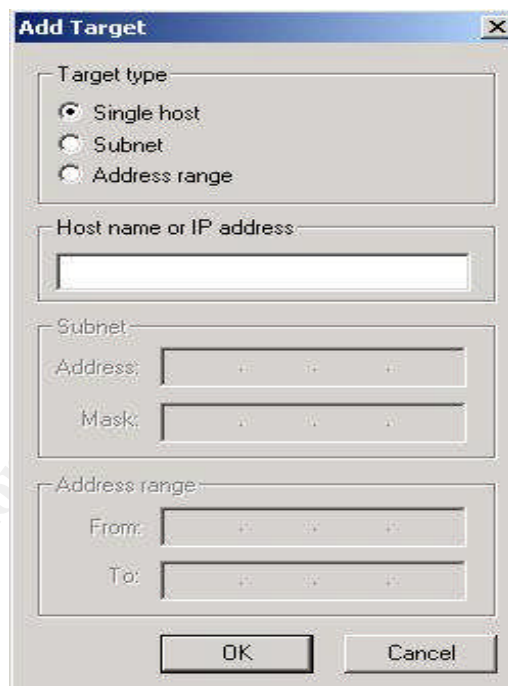 Add Target
Target type
Single host
Subnet
Address range
Host name or IP address
Subnet
Address:
Mask:
Address range
From:
To:
OK
Cancel